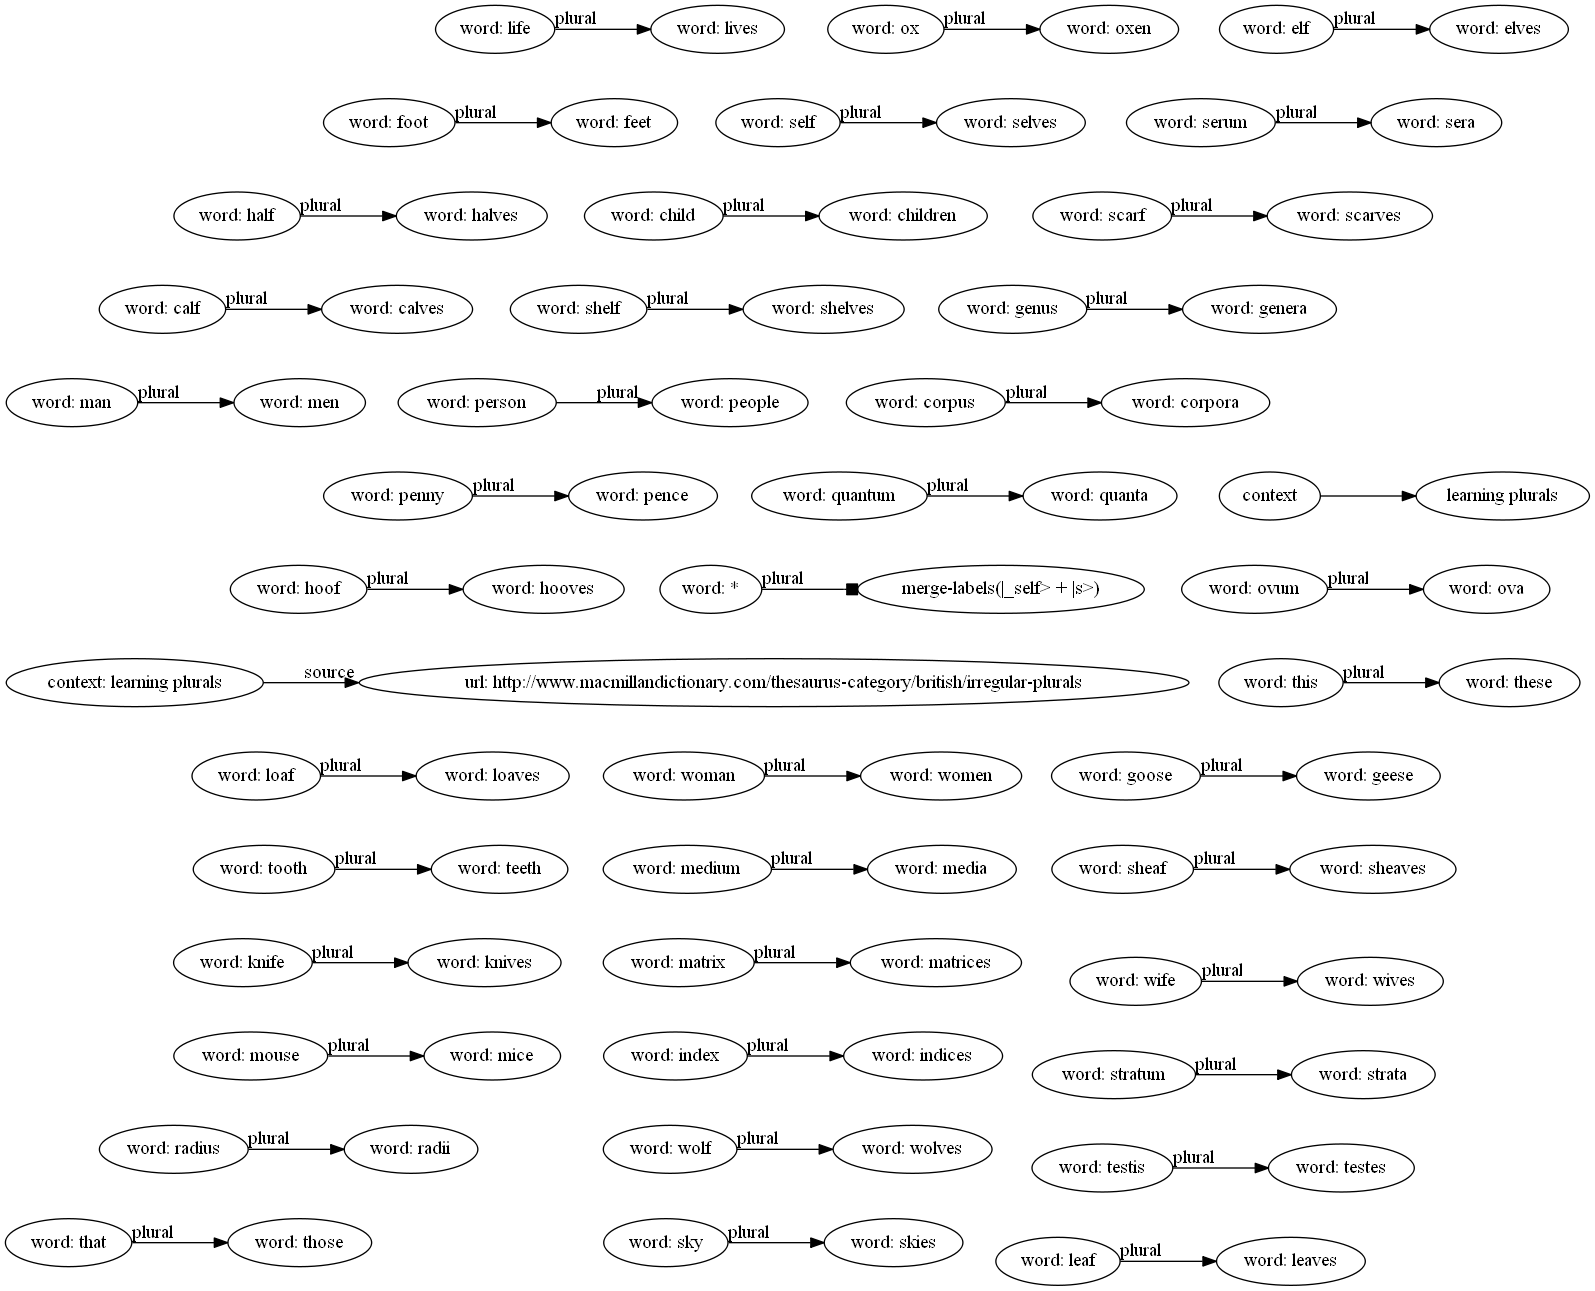 word: life plural word: lives word: ox plural word: oxen word: elf plural word: elves
word: foot plural word: feet word: self plural word: selves word: serum plural word: sera
word: half plural word: halves word: child plural word: children word: scarf plural word: scarves
word: calf plural word: calves word: shelf plural word: shelves word: genus plural word: genera
word: man plural word: men word: person plural word: people word: corpus plural word: corpora
word: penny plural word: pence word: quantum plural word: quanta context learning plurals
word: hoof plural word: hooves word: * plural merge-labels(|_self> + |s>) word: ovum plural word: ova
context: learning plurals source url: http://www.macmillandictionary.com/thesaurus-category/british/irregular-plurals word: this plural word: these
word: loaf plural word: loaves word: woman plural word: women word: goose plural word: geese
word: tooth plural word: teeth word: medium plural word: media word: sheaf plural word: sheaves
word: knife plural word: knives word: matrix plural word: matrices word: wife plural word: wives
word: mouse plural word: mice word: index plural word: indices word: stratum plural word: strata
word: radius plural word: radii word: wolf plural word: wolves word: testis plural word: testes
word: that plural word: those word: sky plural word: skies word: leaf plural word: leaves